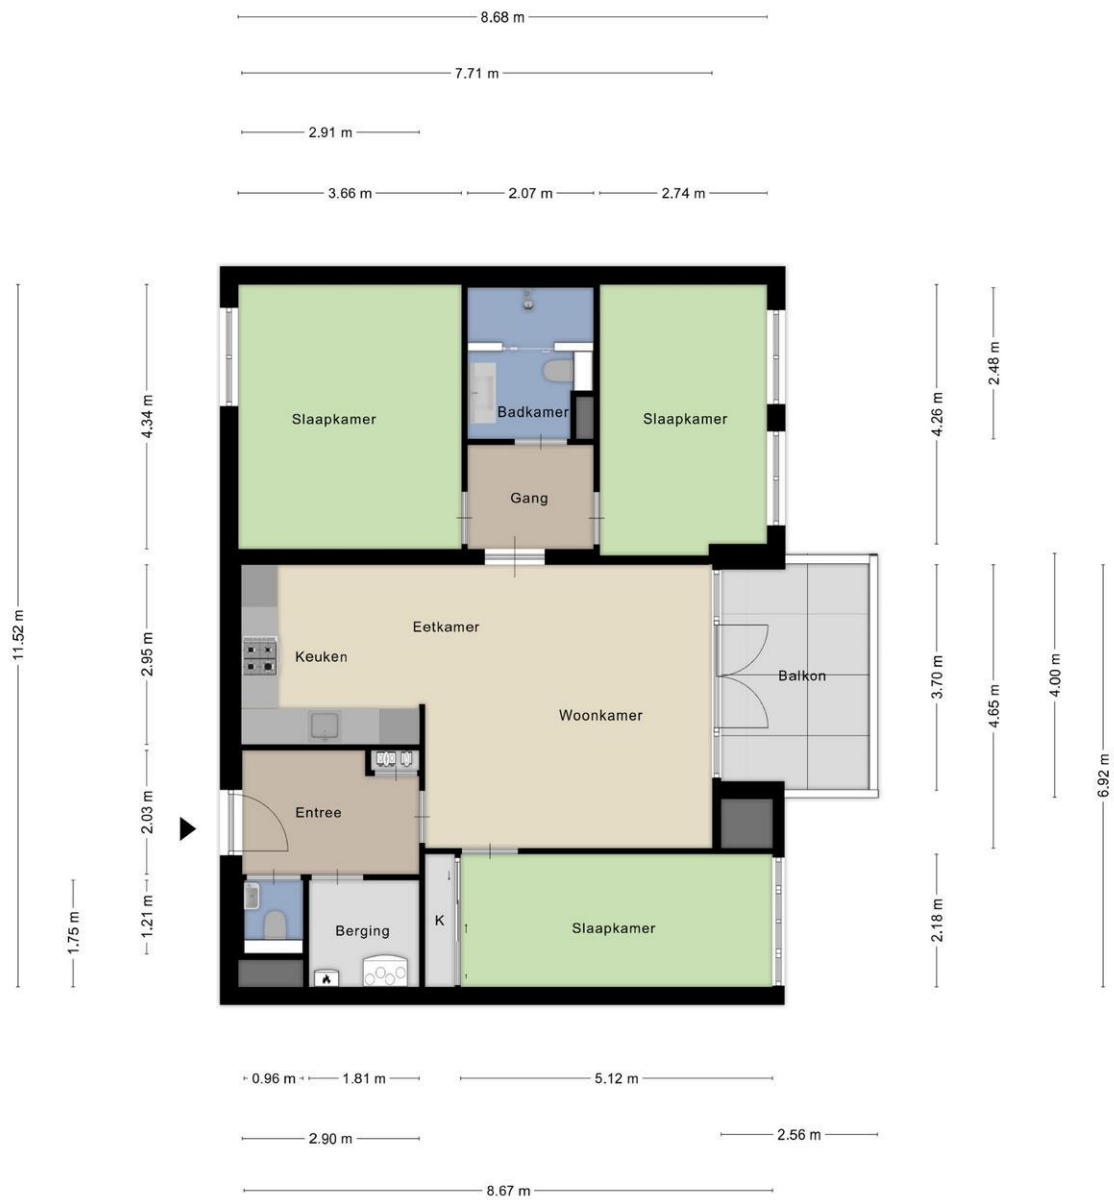 8.68 m
7.71 m
2.91 m
3.66 m
2.07 m
2.74 m
11.52 m
4.34 m
2.95 m
2.03 m
1.21 m
1.75 m
Slaapkamer
Badkamer
Slaapkamer
Gang
Eetkamer
Keuken
Woonkamer
Balkon
Entree
Berging
K
Slaapkamer
4.26 m
2.48 m
3.70 m
4.65 m
4.00 m
6.92 m
2.18 m
0.96 m
1.81 m
5.12 m
2.90 m
2.56 m
8.67 m